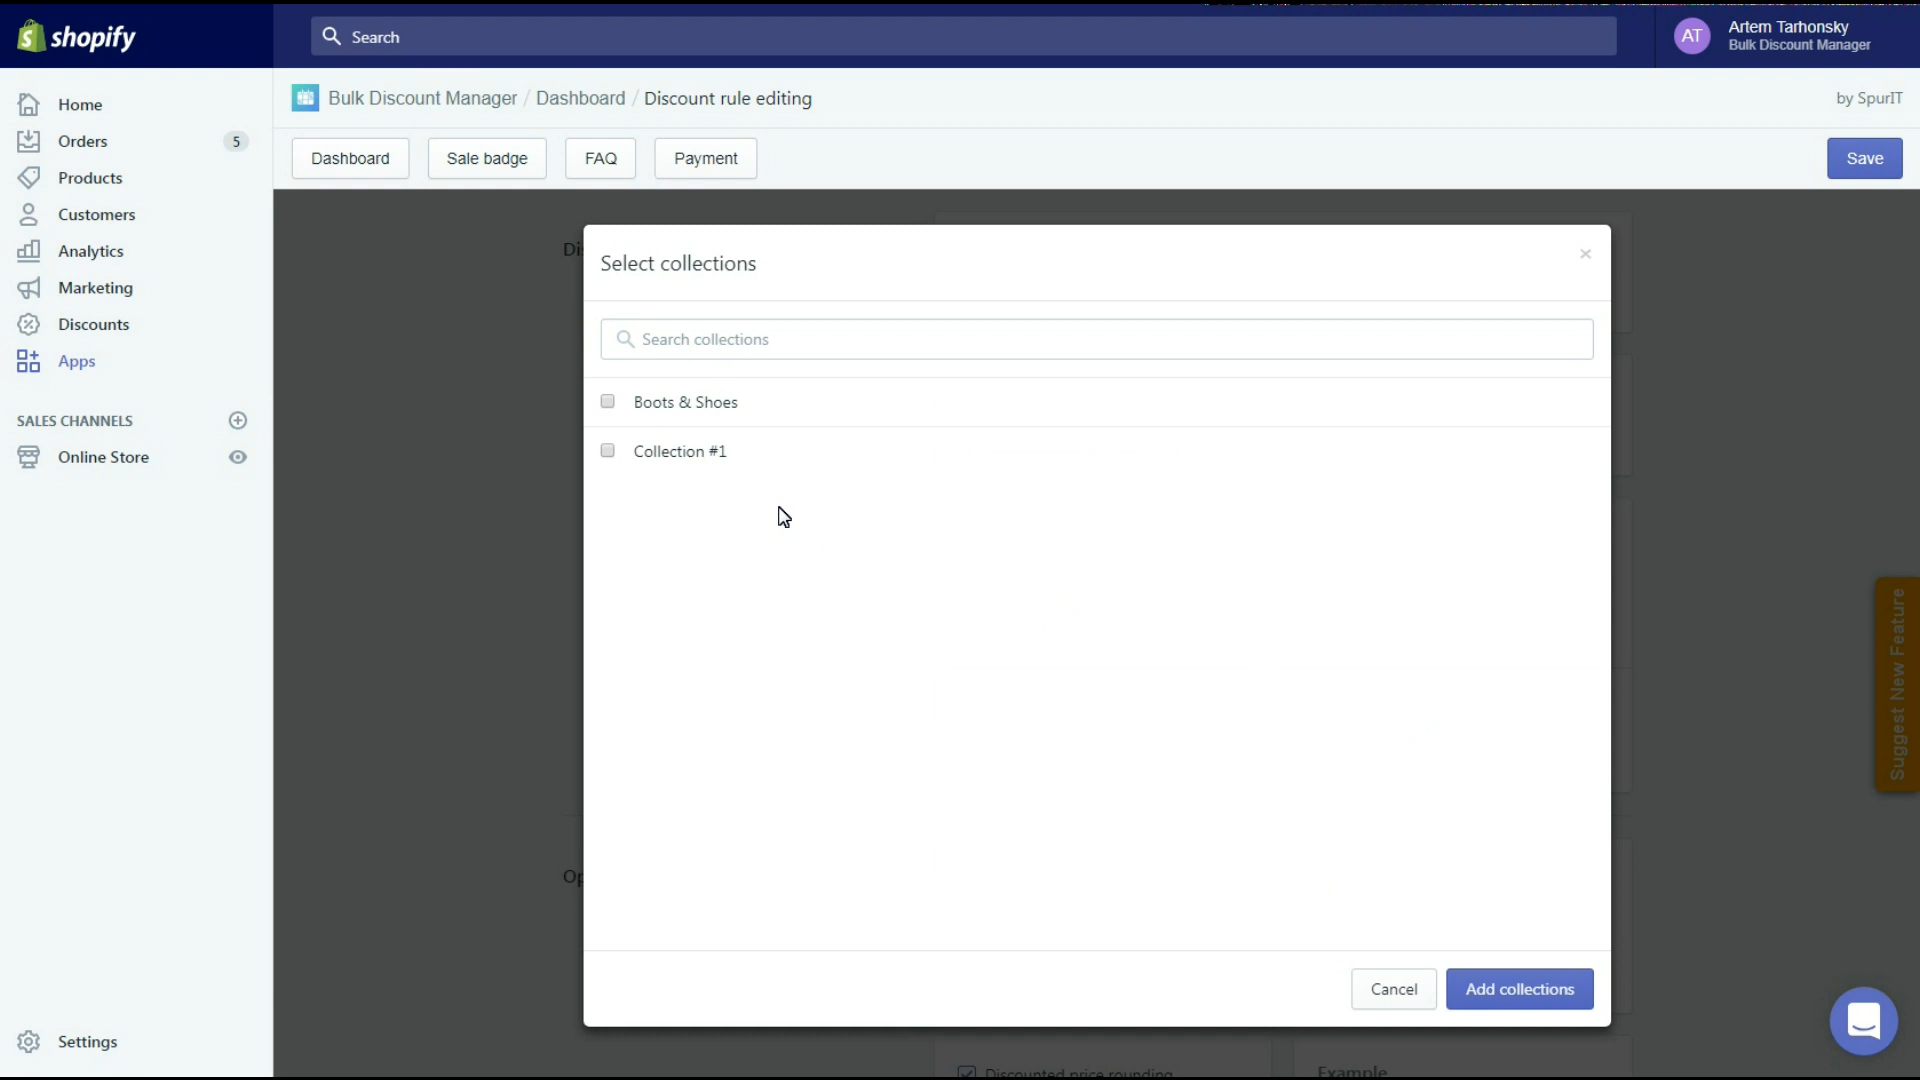 shopify
Search
AT
Artem Tarhonsky
Bulk Discount Manager
Home
Orders 5
Products
Customers
Analytics
Marketing
Discounts
Apps
SALES CHANNELS
Online Store
Settings
Bulk Discount Manager / Dashboard / Discount rule editing
by SpurIT
Dashboard
Sale badge
FAQ
Payment
Save
Di
Select collections
×
Search collections
Boots & Shoes
Collection #1
Op
Cancel
Add collections
Discounted price rounding
Example
Suggest New Feature